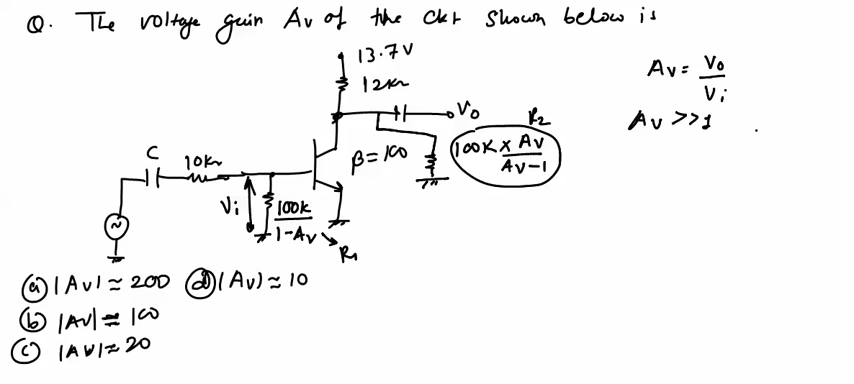 Q. The voltage gain Av of the ckt shown below is
13.7V
12kΩ
Av = Vo / Vi
Av >>1
Vo
R2
100K × Av / Av-1
β=100
C
10kΩ
Vi
100k / 1-Av
R1
(a) |Av| ≈ 200 (d) |Av| ≈ 10
(b) |Av| ≈ 100
(c) |Av| ≈ 20